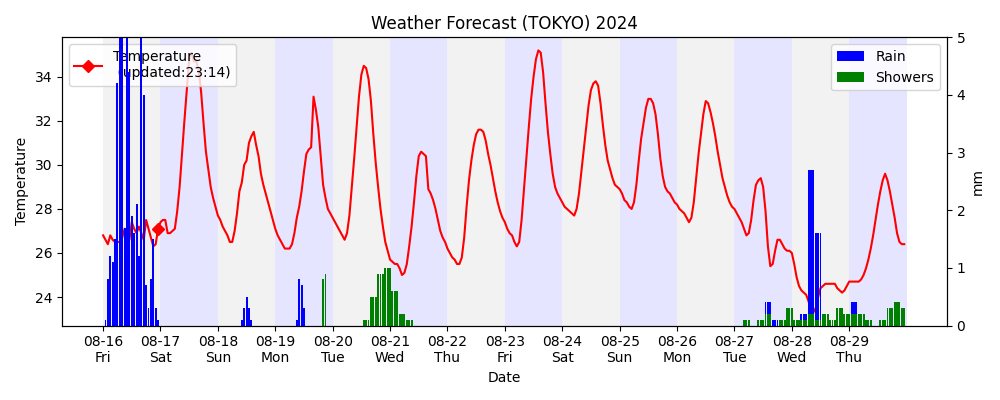 Weather Forecast (TOKYO) 2024
Temperature
(updated:23:14)
Rain
Showers
Temperature
34
32
30
28
26
24
5
4
3
2
1
0
mm
08-16 08-17 08-18 08-19 08-20 08-21 08-22 08-23 08-24 08-25 08-26 08-27 08-28 08-29
Fri Sat Sun Mon Tue Wed Thu Fri Sat Sun Mon Tue Wed Thu
Date